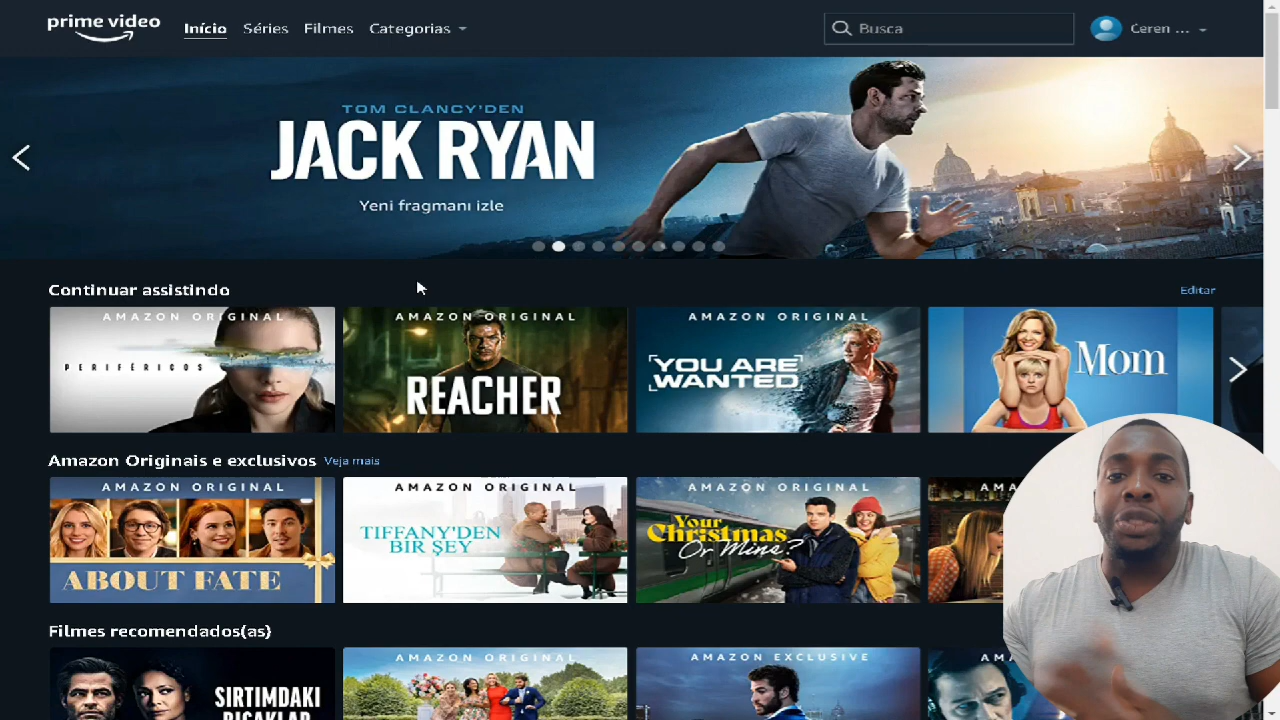 prime video
Início Séries Filmes Categorias
Busca
Ceren ...
TOM CLANCY'DEN
JACK RYAN
Yeni fragmanı izle
Continuar assistindo
Editar
AMAZON ORIGINAL
PERIFÉRICOS
AMAZON ORIGINAL
REACHER
AMAZON ORIGINAL
YOU ARE
WANTED
Mom
Amazon Originais e exclusivos Veja mais
AMAZON ORIGINAL
ABOUT FATE
AMAZON ORIGINAL
TIFFANY'DEN
BİR ŞEY
AMAZON ORIGINAL
Your
Christmas
Or Mine?
Filmes recomendados(as)
SIRTIMDAKI
AMAZON ORIGINAL
AMAZON EXCLUSIVE